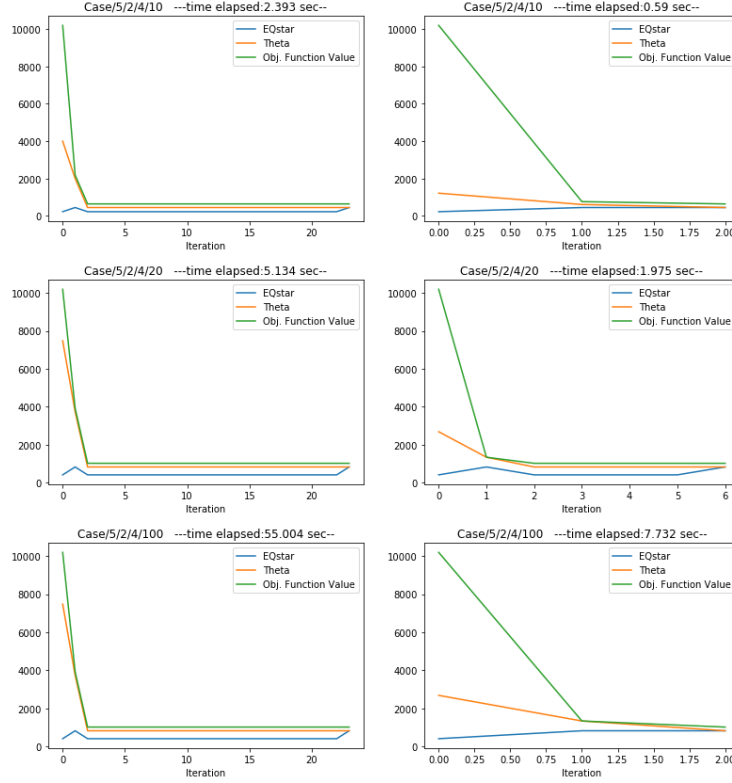 Case/5/2/4/10 ---time elapsed:2.393 sec--
10000
8000
6000
4000
2000
0
EQstar
Theta
Obj. Function Value
0 5 10 15 20
Iteration
Case/5/2/4/10 ---time elapsed:0.59 sec--
10000
8000
6000
4000
2000
0
EQstar
Theta
Obj. Function Value
0.00 0.25 0.50 0.75 1.00 1.25 1.50 1.75 2.00
Iteration
Case/5/2/4/20 ---time elapsed:5.134 sec--
10000
8000
6000
4000
2000
0
EQstar
Theta
Obj. Function Value
0 5 10 15 20
Iteration
Case/5/2/4/20 ---time elapsed:1.975 sec--
10000
8000
6000
4000
2000
0
EQstar
Theta
Obj. Function Value
0 1 2 3 4 5 6
Iteration
Case/5/2/4/100 ---time elapsed:55.004 sec--
10000
8000
6000
4000
2000
0
EQstar
Theta
Obj. Function Value
0 5 10 15 20
Iteration
Case/5/2/4/100 ---time elapsed:7.732 sec--
10000
8000
6000
4000
2000
0
EQstar
Theta
Obj. Function Value
0.00 0.25 0.50 0.75 1.00 1.25 1.50 1.75 2.00
Iteration